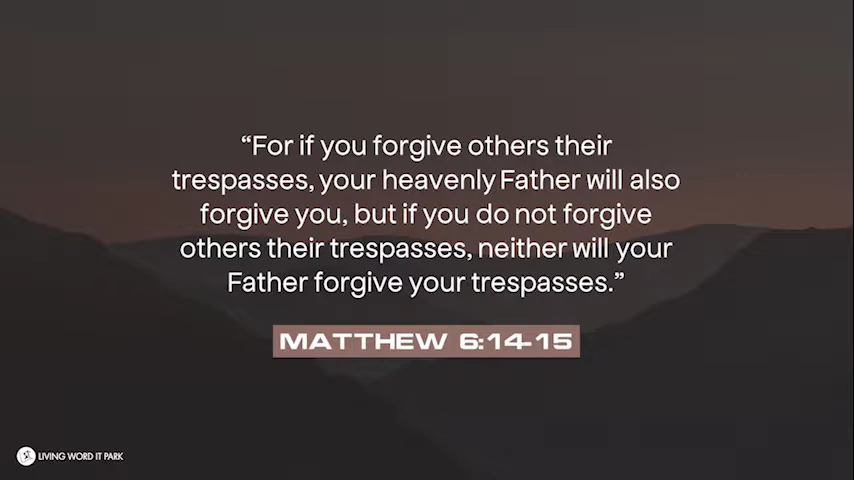 “For if you forgive others their
trespasses, your heavenly Father will also
forgive you, but if you do not forgive
others their trespasses, neither will your
Father forgive your trespasses.”
MATTHEW 6:14-15
LIVING WORD IT PARK